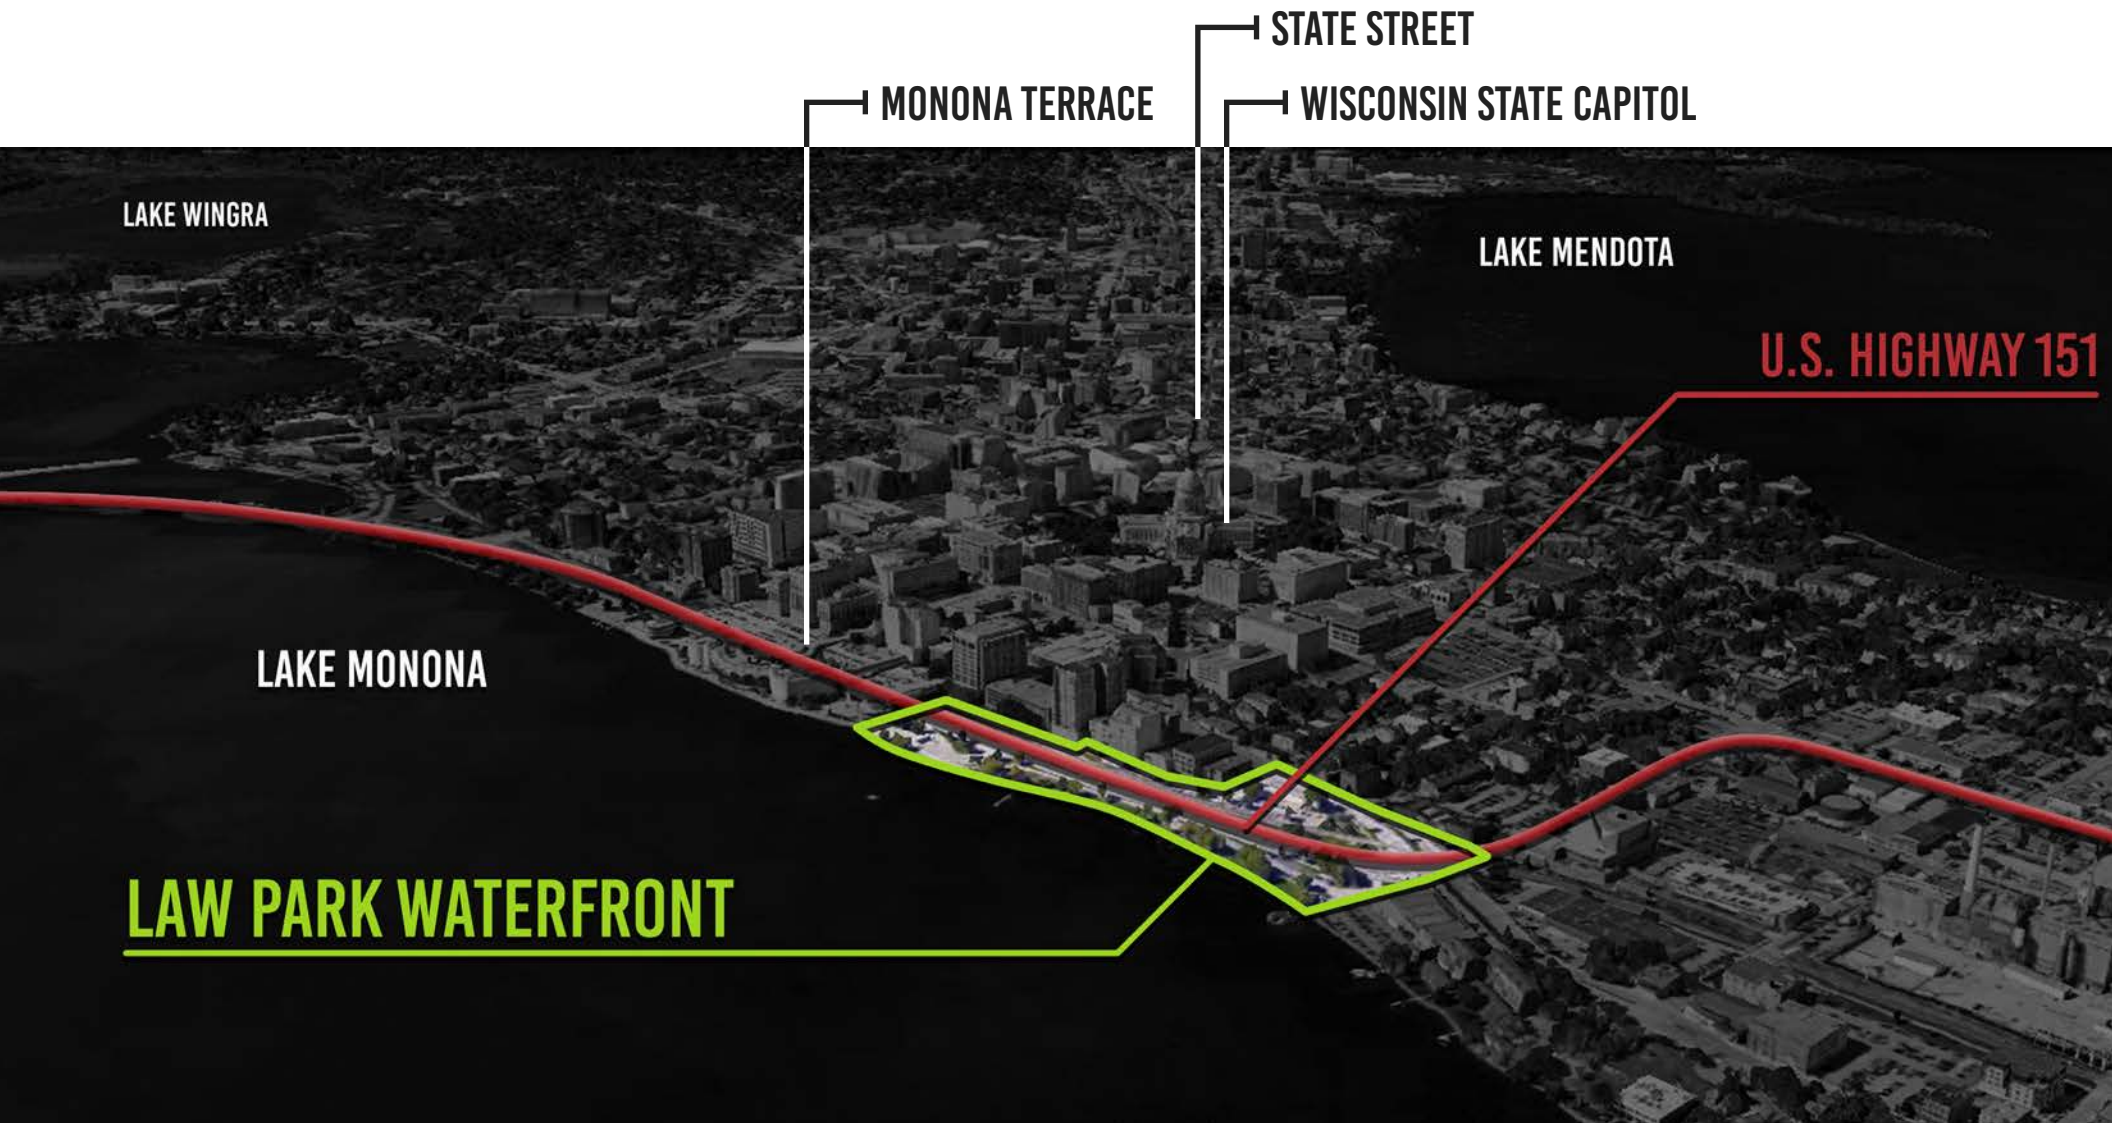 STATE STREET
MONONA TERRACE
WISCONSIN STATE CAPITOL
LAKE WINGRA
LAKE MENDOTA
U.S. HIGHWAY 151
LAKE MONONA
LAW PARK WATERFRONT